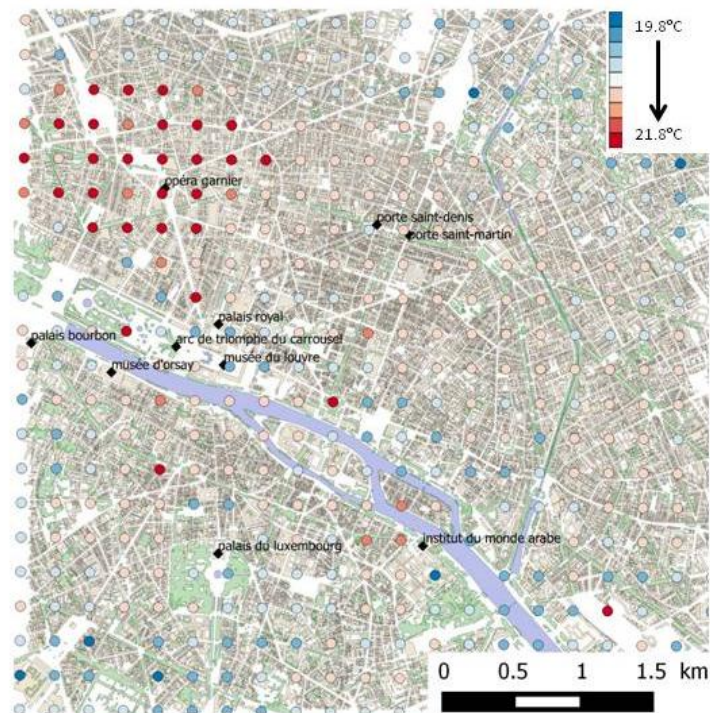 19.8°C
21.8°C
opéra garnier
porte saint-denis
porte saint-martin
palais royal
palais bourbon
arc de triomphe du carrousel
musée d'orsay
musée du louvre
palais du luxembourg
institut du monde arabe
0 0.5 1 1.5 km